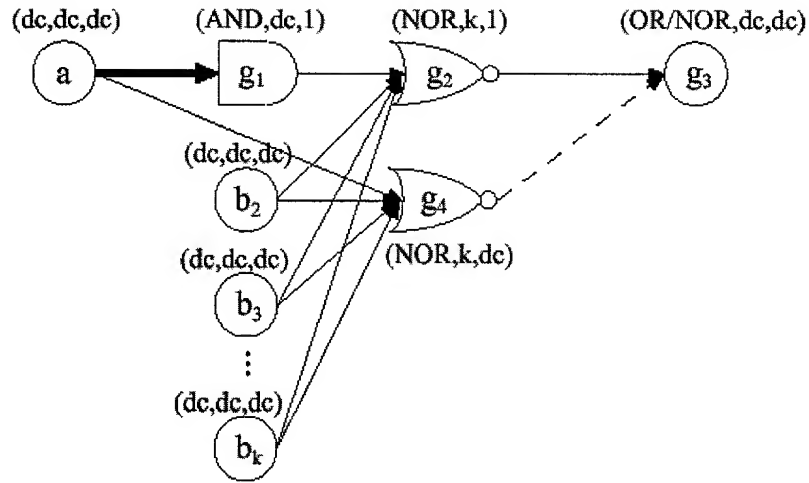 (dc,dc,dc) (AND,dc,1) (NOR,k,1) (OR/NOR,dc,dc)
a g₁ g₂ g₃
(dc,dc,dc)
b₂ g₄
(dc,dc,dc) (NOR,k,dc)
b₃
(dc,dc,dc)
bₖ